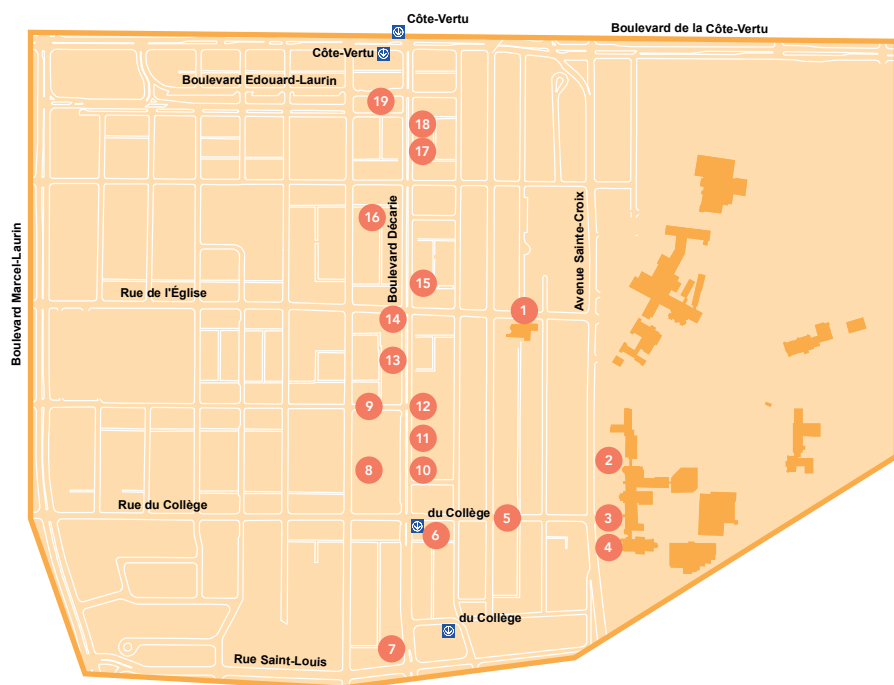 Côte-Vertu
Boulevard de la Côte-Vertu
Côte-Vertu
Boulevard Edouard-Laurin
19
18
17
16
Boulevard Décarie
Avenue Sainte-Croix
Boulevard Marcel-Laurin
Rue de l'Église
15
1
14
13
9
12
11
2
8
10
Rue du Collège
du Collège
5
3
6
4
du Collège
7
Rue Saint-Louis